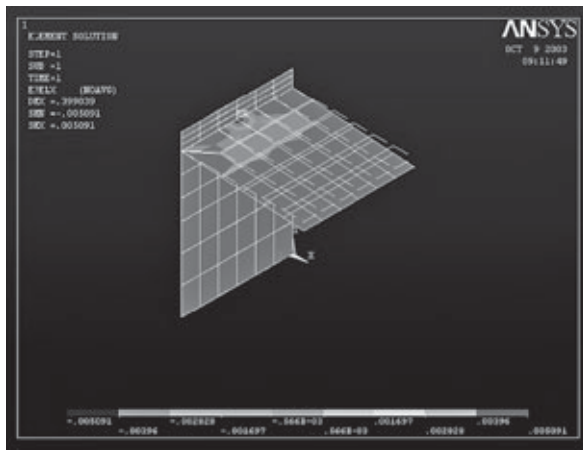 1
ELEMENT SOLUTION
STEP=1
SUB =1
TIME=1
EPELX (NOAVG)
DMX =.399039
SMN =-.005091
SMX =.005091
ANSYS
OCT 9 2003
09:11:49
X
-.005091
-.00396
-.002828
-.001697
-.566E-03
.566E-03
.001697
.002828
.00396
.005091